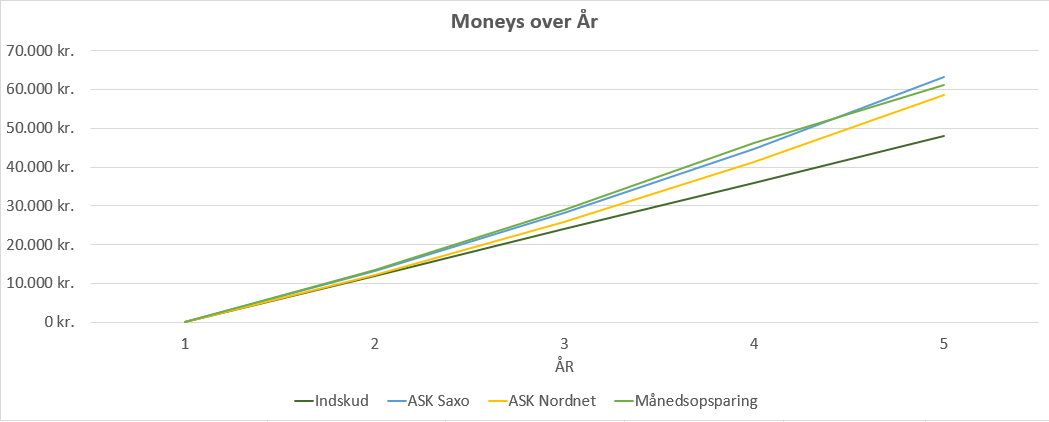 Moneys over År
70.000 kr.
60.000 kr.
50.000 kr.
40.000 kr.
30.000 kr.
20.000 kr.
10.000 kr.
0 kr.
1 2 3 4 5
ÅR
Indskud ASK Saxo ASK Nordnet Månedsopsparing